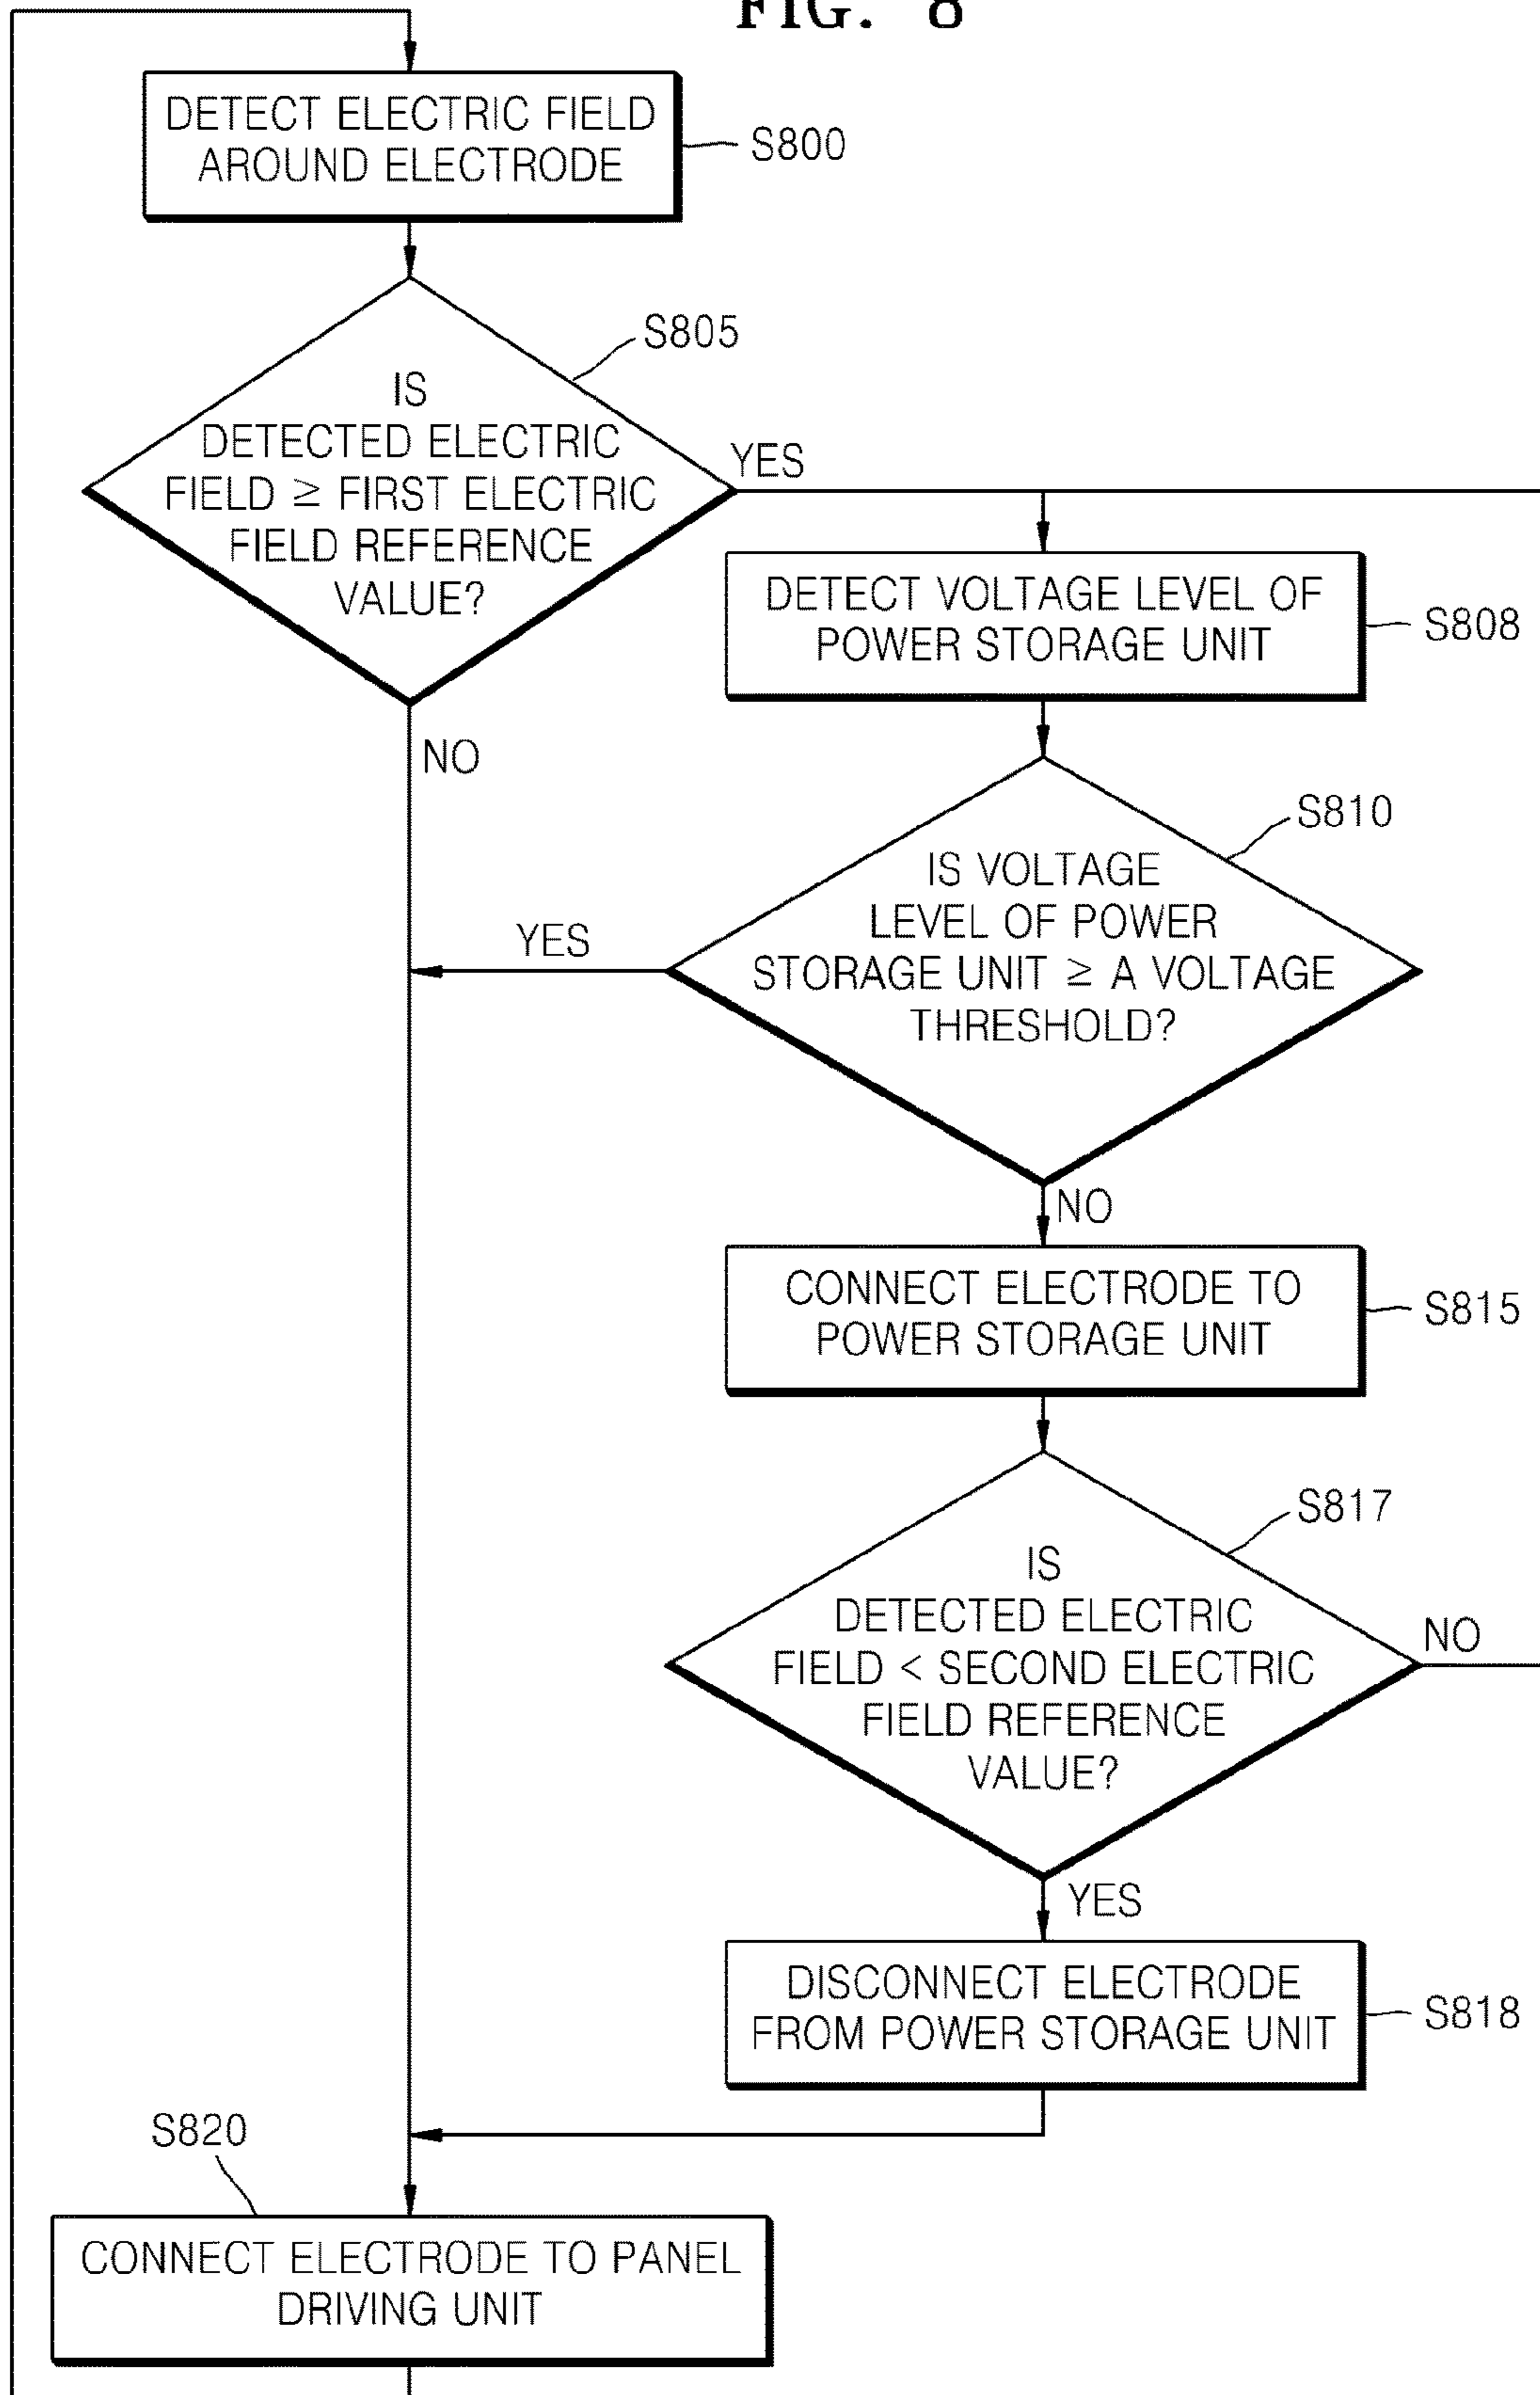 FIG. 8
DETECT ELECTRIC FIELD
AROUND ELECTRODE
S800
S805
IS
DETECTED ELECTRIC
FIELD ≥ FIRST ELECTRIC
FIELD REFERENCE
VALUE?
YES
NO
DETECT VOLTAGE LEVEL OF
POWER STORAGE UNIT
S808
S810
IS VOLTAGE
LEVEL OF POWER
STORAGE UNIT ≥ A VOLTAGE
THRESHOLD?
YES
NO
CONNECT ELECTRODE TO
POWER STORAGE UNIT
S815
S817
IS
DETECTED ELECTRIC
FIELD < SECOND ELECTRIC
FIELD REFERENCE
VALUE?
NO
YES
DISCONNECT ELECTRODE
FROM POWER STORAGE UNIT
S818
S820
CONNECT ELECTRODE TO PANEL
DRIVING UNIT